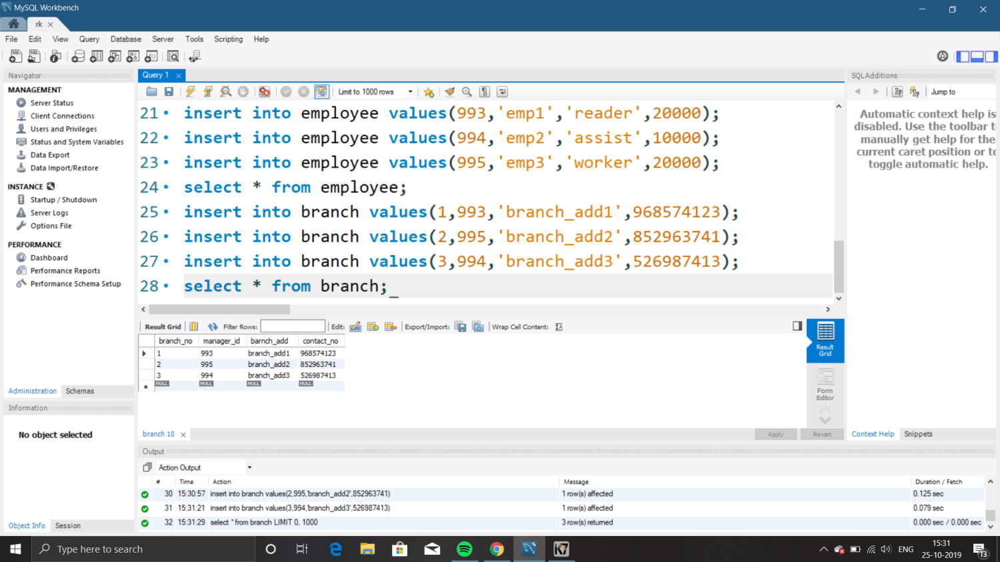 MySQL Workbench
rk
File Edit View Query Database Server Tools Scripting Help
Navigator
MANAGEMENT
Server Status
Client Connections
Users and Privileges
Status and System Variables
Data Export
Data Import/Restore
INSTANCE
Startup / Shutdown
Server Logs
Options File
PERFORMANCE
Dashboard
Performance Reports
Performance Schema Setup
Administration Schemas
Information
No object selected
Object Info Session
Query 1
Limit to 1000 rows
21 insert into employee values(993,'emp1','reader',20000);
22 insert into employee values(994,'emp2','assist',10000);
23 insert into employee values(995,'emp3','worker',20000);
24 select * from employee;
25 insert into branch values(1,993,'branch_add1',968574123);
26 insert into branch values(2,995,'branch_add2',852963741);
27 insert into branch values(3,994,'branch_add3',526987413);
28 select * from branch;
Result Grid Filter Rows: Edit: Export/Import: Wrap Cell Content:
branch_no manager_id barnch_add contact_no
1 993 branch_add1 968574123
2 995 branch_add2 852963741
3 994 branch_add3 526987413
NULL NULL NULL NULL
Result
Grid
Form
Editor
branch 10
Apply Revert
SQLAdditions
Jump to
Automatic context help is
disabled. Use the toolbar t
manually get help for the
current caret position or to
toggle automatic help.
Context Help Snippets
Output
Action Output
# Time Action Message Duration / Fetch
30 15:30:57 insert into branch values(2,995,'branch_add2',852963741) 1 row(s) affected 0.125 sec
31 15:31:21 insert into branch values(3,994,'branch_add3',526987413) 1 row(s) affected 0.079 sec
32 15:31:29 select * from branch LIMIT 0, 1000 3 row(s) returned 0.000 sec / 0.000 sec
Type here to search
ENG
15:31
25-10-2019
13